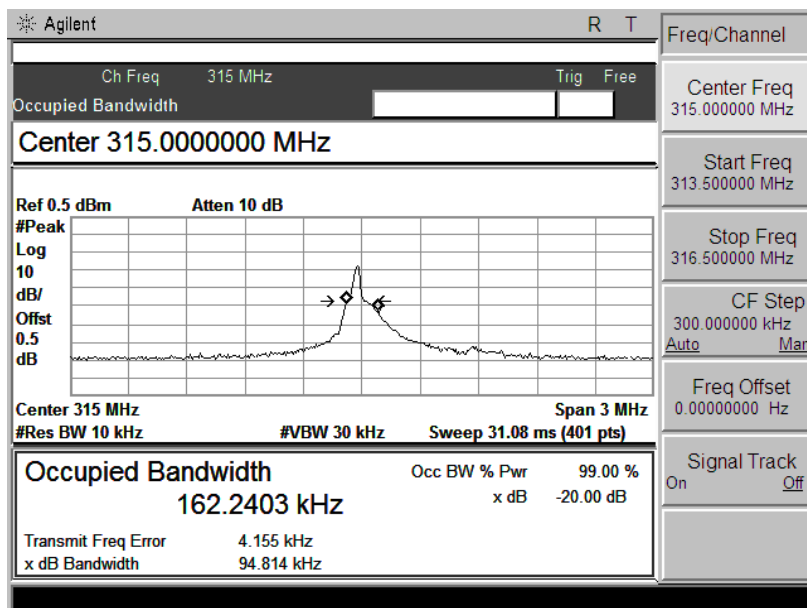 Agilent R T
Ch Freq 315 MHz Trig Free
Occupied Bandwidth
Center 315.0000000 MHz
Ref 0.5 dBm Atten 10 dB
#Peak
Log
10
dB/
Offst
0.5
dB
Center 315 MHz Span 3 MHz
#Res BW 10 kHz #VBW 30 kHz Sweep 31.08 ms (401 pts)
Occupied Bandwidth Occ BW % Pwr 99.00 %
162.2403 kHz x dB -20.00 dB
Transmit Freq Error 4.155 kHz
x dB Bandwidth 94.814 kHz
Freq/Channel
Center Freq
315.000000 MHz
Start Freq
313.500000 MHz
Stop Freq
316.500000 MHz
CF Step
300.000000 kHz
Auto Man
Freq Offset
0.00000000 Hz
Signal Track
On Off